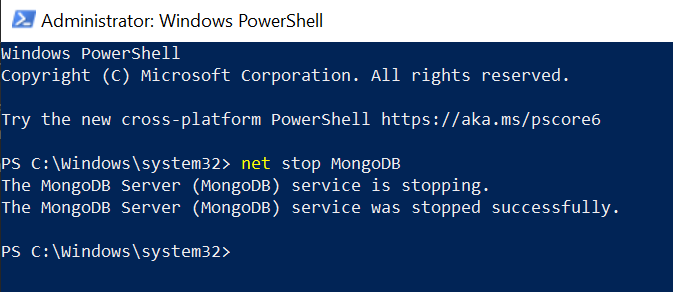 Administrator: Windows PowerShell
Windows PowerShell
Copyright (C) Microsoft Corporation. All rights reserved.
Try the new cross-platform PowerShell https://aka.ms/pscore6
PS C:\Windows\system32> net stop MongoDB
The MongoDB Server (MongoDB) service is stopping.
The MongoDB Server (MongoDB) service was stopped successfully.
PS C:\Windows\system32>